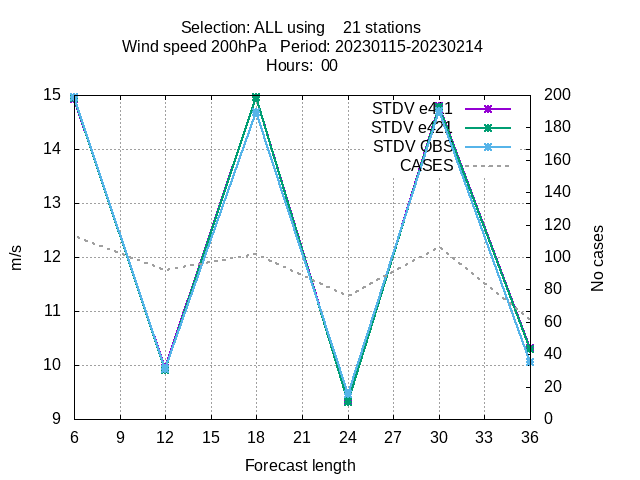 Selection: ALL using 21 stations
Wind speed 200hPa Period: 20230115-20230214
Hours: 00
15
14
13
12
11
10
9
m/s
200
180
160
140
120
100
80
60
40
20
0
No cases
STDV e421
STDV OBS
CASES
6 9 12 15 18 21 24 27 30 33 36
Forecast length